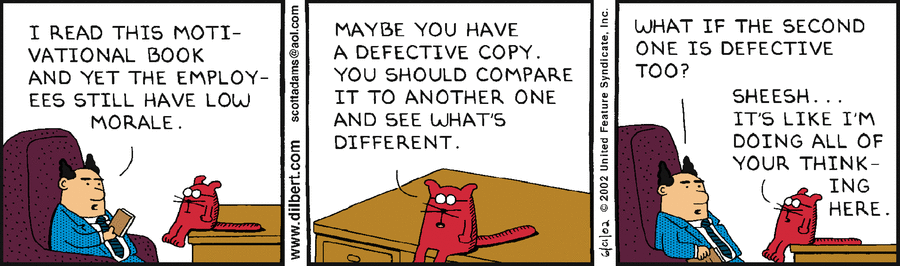 I READ THIS MOTI-
VATIONAL BOOK
AND YET THE EMPLOY-
EES STILL HAVE LOW
MORALE.
www.dilbert.com scottadams@aol.com
MAYBE YOU HAVE
A DEFECTIVE COPY.
YOU SHOULD COMPARE
IT TO ANOTHER ONE
AND SEE WHAT'S
DIFFERENT.
6/1/02 © 2002 United Feature Syndicate, Inc.
WHAT IF THE SECOND
ONE IS DEFECTIVE
TOO?
SHEESH...
IT'S LIKE I'M
DOING ALL OF
YOUR THINK-
ING
HERE.